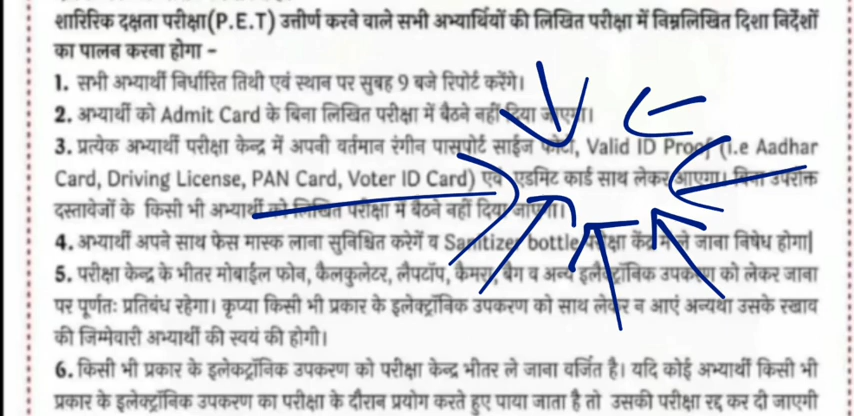 शारिरिक दक्षता परीक्षा(P.E.T) उत्तीर्ण करने वाले सभी अभ्यार्थियों की लिखित परीक्षा में निम्नलिखित दिशा निर्देशों
का पालन करना होगा -
1. सभी अभ्यार्थी निर्धारित तिथी एवं स्थान पर सुबह 9 बजे रिपोर्ट करेंगे।
2. अभ्यार्थी को Admit Card के बिना लिखित परीक्षा में बैठने नहीं दिया जाएगा।
3. प्रत्येक अभ्यार्थी परीक्षा केन्द्र में अपनी वर्तमान रंगीन पासपोर्ट साईज फोटो, Valid ID Proof (i.e Aadhar
Card, Driving License, PAN Card, Voter ID Card) एवं एडमिट कार्ड साथ लेकर आएगा। बिना उपरोक्त
दस्तावेजों के किसी भी अभ्यार्थी को लिखित परीक्षा में बैठने नहीं दिया जाएगा।
4. अभ्यार्थी अपने साथ फेस मास्क लाना सुनिश्चित करेगें व Sanitizer bottle परीक्षा केंद्र में ले जाना निषेध होगा|
5. परीक्षा केन्द्र के भीतर मोबाईल फोन, कैलकुलेटर, लैपटॉप, कैमरा, बैग व अन्य इलेक्ट्रॉनिक उपकरण को लेकर जाना
पर पूर्णतः प्रतिबंध रहेगा। कृप्या किसी भी प्रकार के इलेक्ट्रॉनिक उपकरण को साथ लेकर न आएं अन्यथा उसके रखाव
की जिम्मेवारी अभ्यार्थी की स्वयं की होगी।
6. किसी भी प्रकार के इलेक्ट्रॉनिक उपकरण को परीक्षा केन्द्र भीतर ले जाना वर्जित है। यदि कोई अभ्यार्थी किसी भी
प्रकार के इलेक्ट्रॉनिक उपकरण का परीक्षा के दौरान प्रयोग करते हुए पाया जाता है तो उसकी परीक्षा रद्द कर दी जाएगी